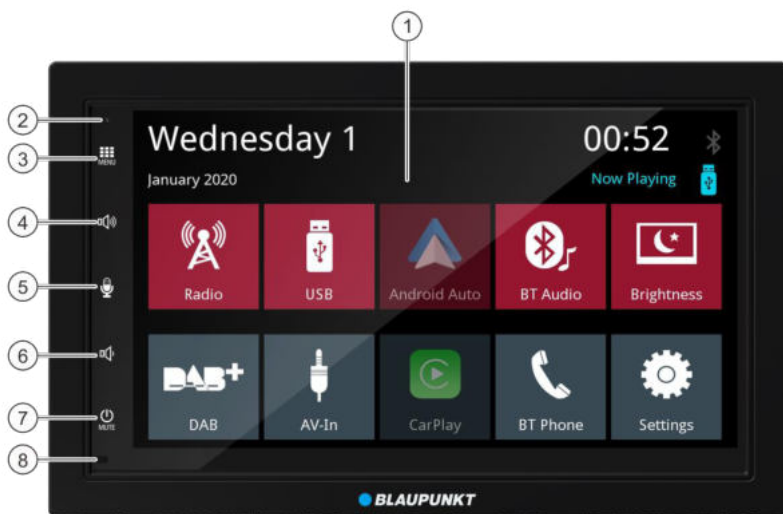 1
2
Wednesday 1
00:52
3
MENU
January 2020
Now Playing
4
Radio
USB
Android Auto
BT Audio
Brightness
5
6
DAB+
7
MUTE
DAB
AV-In
CarPlay
BT Phone
Settings
8
BLAUPUNKT